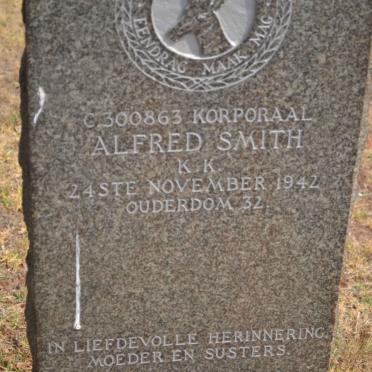 EENDRAG MAAK MAG
C.300863 KORPORAAL
ALFRED SMITH
K.K.
24STE NOVEMBER 1942
OUDERDOM 32.
IN LIEFDEVOLLE HERINNERING.
MOEDER EN SUSTERS.